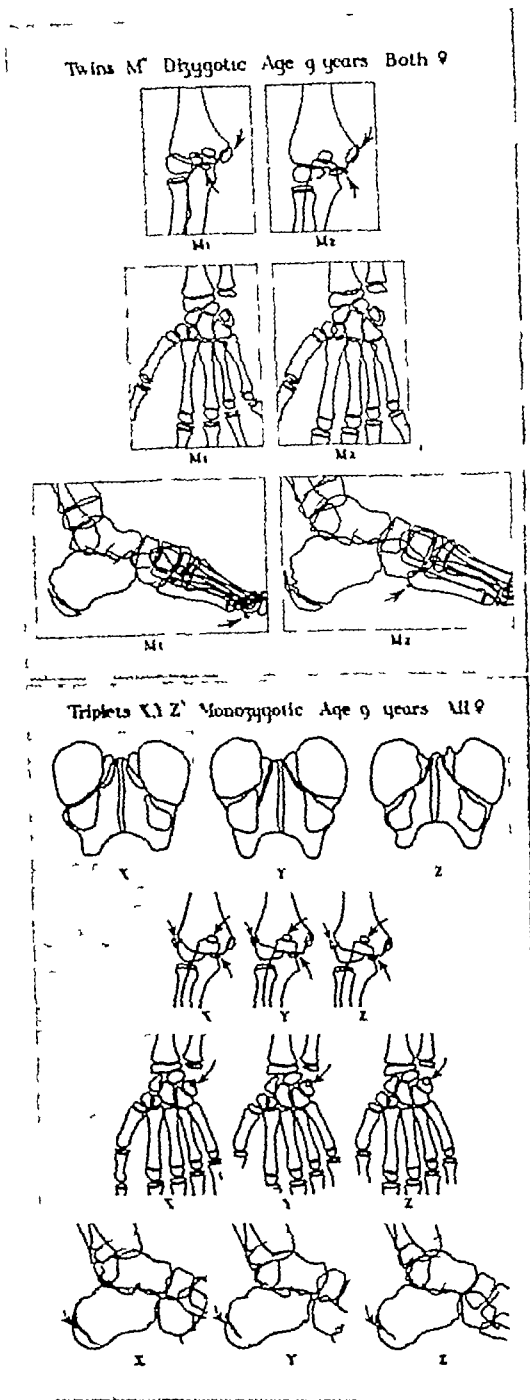 Twins M" Dizygotic Age 9 years Both ♀
M1 M2
M1 M2
M1 M2
Triplets X,Y Z' Monozygotic Age 9 years All ♀
X Y Z
X Y Z
X Y Z
X Y Z